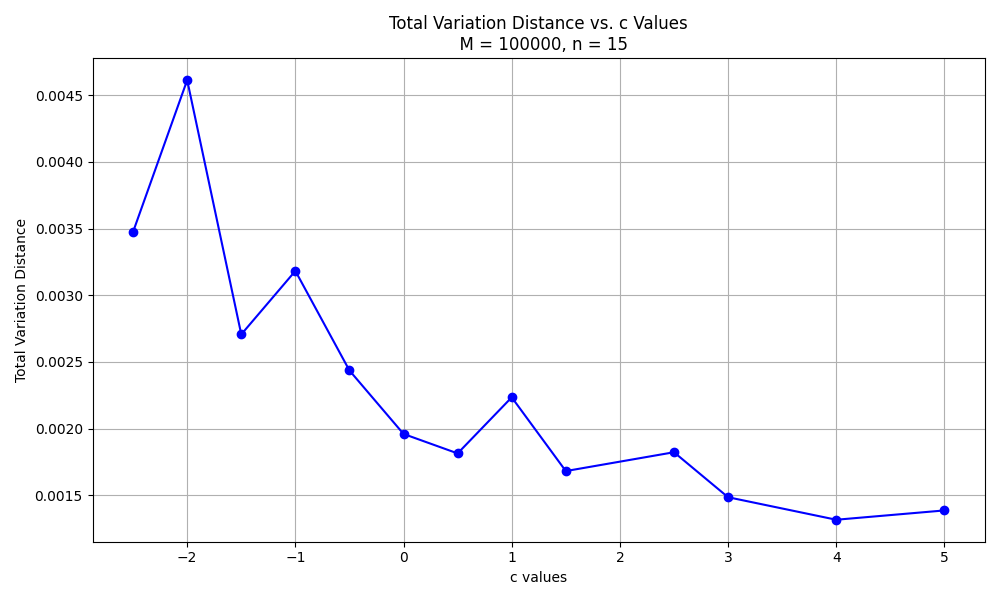 Total Variation Distance vs. c Values
M = 100000, n = 15
Total Variation Distance
0.0045
0.0040
0.0035
0.0030
0.0025
0.0020
0.0015
−2 −1 0 1 2 3 4 5
c values